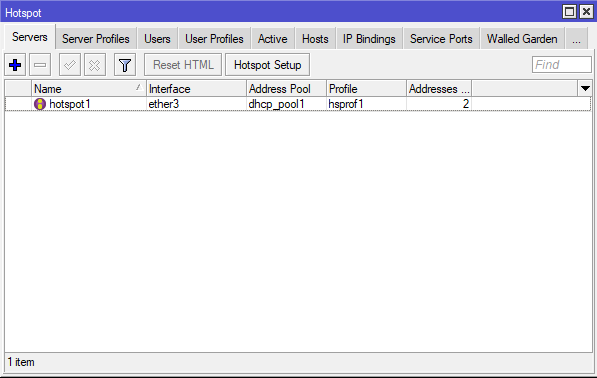 Hotspot
Servers Server Profiles Users User Profiles Active Hosts IP Bindings Service Ports Walled Garden ...
Reset HTML Hotspot Setup Find
Name Interface Address Pool Profile Addresses ...
hotspot1 ether3 dhcp_pool1 hsprof1 2
1 item